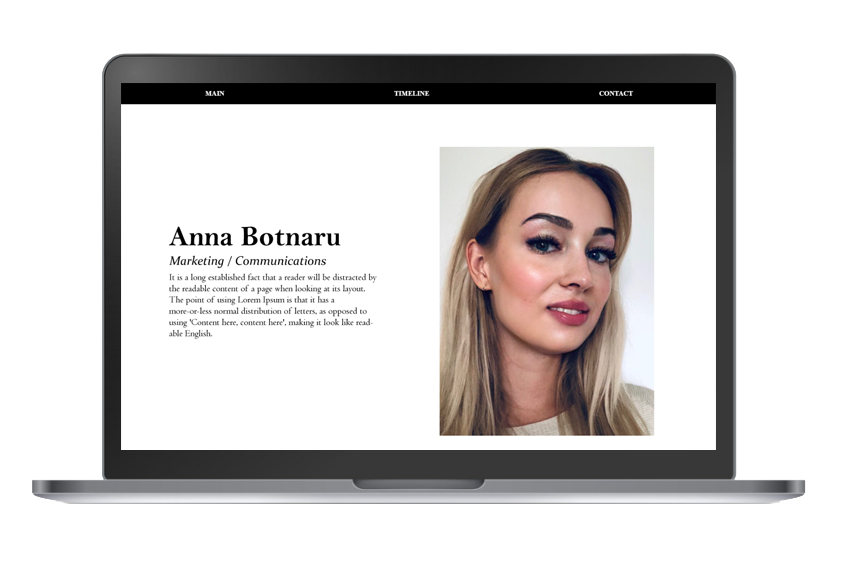 MAIN TIMELINE CONTACT
Anna Botnaru
Marketing / Communications
It is a long established fact that a reader will be distracted by
the readable content of a page when looking at its layout.
The point of using Lorem Ipsum is that it has a
more-or-less normal distribution of letters, as opposed to
using 'Content here, content here', making it look like read-
able English.